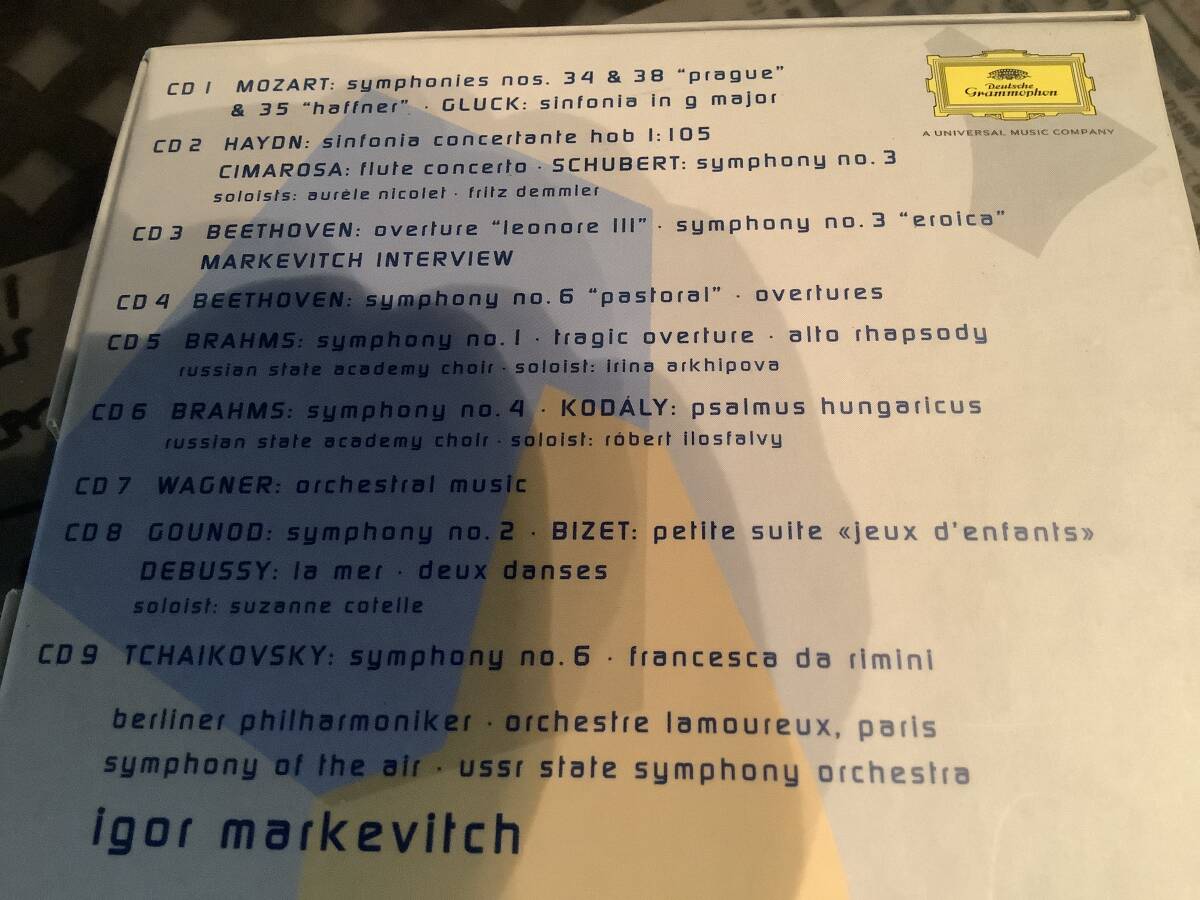 CD 1 MOZART: symphonies nos. 34 & 38 "prague"
& 35 "haffner" · GLUCK: sinfonia in g major
Deutsche
Grammophon
A UNIVERSAL MUSIC COMPANY
CD 2 HAYDN: sinfonia concertante hob I:105
CIMAROSA: flute concerto · SCHUBERT: symphony no. 3
soloists: aurèle nicolet · fritz demmler
CD 3 BEETHOVEN: overture "leonore III" · symphony no. 3 "eroica"
MARKEVITCH INTERVIEW
CD 4 BEETHOVEN: symphony no. 6 "pastoral" · overtures
CD 5 BRAHMS: symphony no. 1 · tragic overture · alto rhapsody
russian state academy choir · soloist: irina arkhipova
CD 6 BRAHMS: symphony no. 4 · KODÁLY: psalmus hungaricus
russian state academy choir · soloist: róbert ilosfalvy
CD 7 WAGNER: orchestral music
CD 8 GOUNOD: symphony no. 2 · BIZET: petite suite «jeux d'enfants»
DEBUSSY: la mer · deux danses
soloist: suzanne cotelle
CD 9 TCHAIKOVSKY: symphony no. 6 · francesca da rimini
berliner philharmoniker · orchestre lamoureux, paris
symphony of the air · ussr state symphony orchestra
igor markevitch